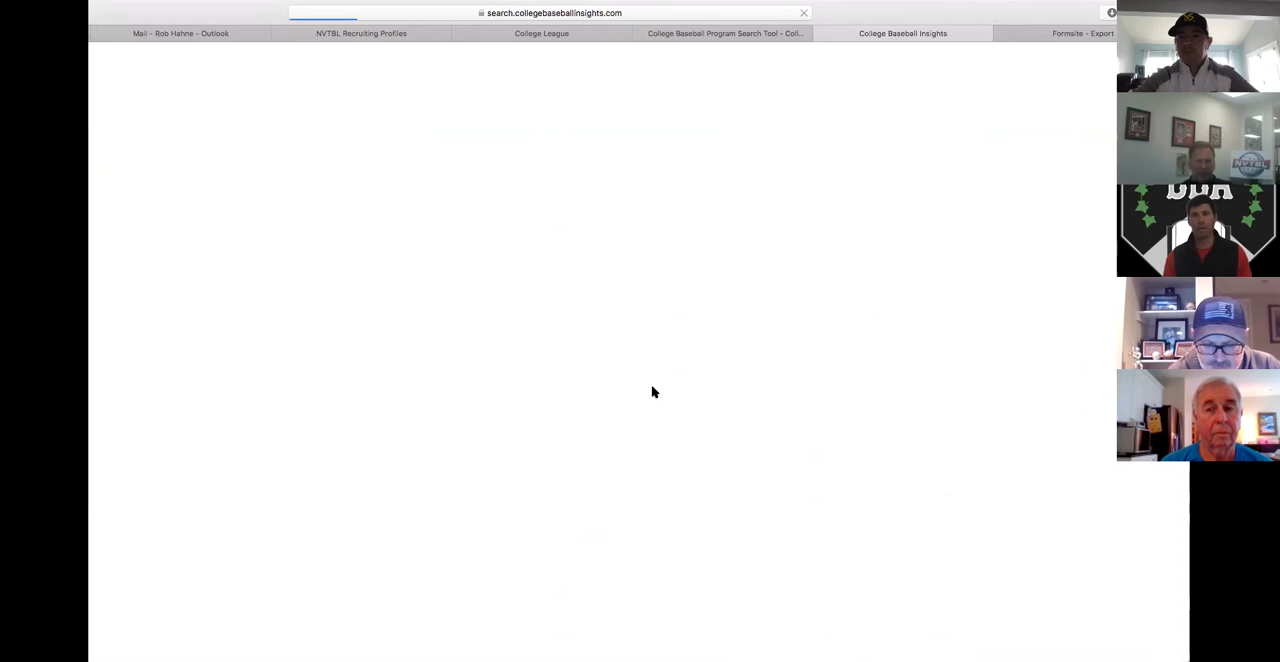 search.collegebaseballinsights.com
Mail - Rob Hahne - Outlook
NVTBL Recruiting Profiles
College League
College Baseball Program Search Tool - Coll...
College Baseball Insights
Formsite - Export
NVTBL